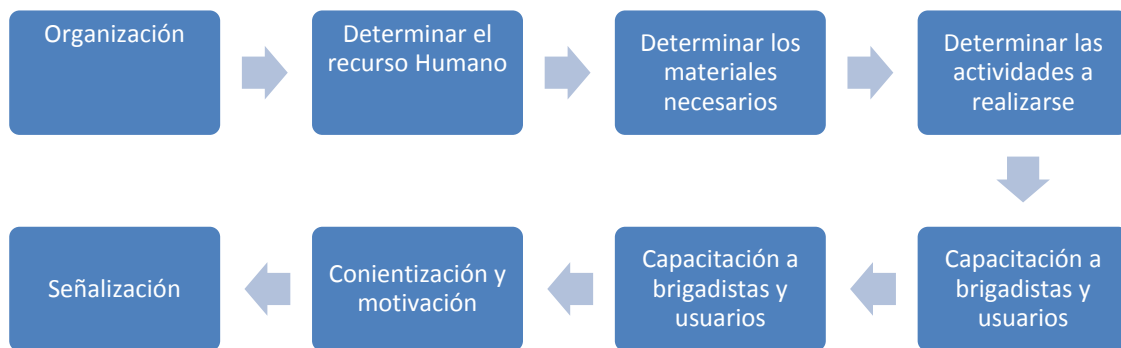 Organización
Determinar el
recurso Humano
Determinar los
materiales
necesarios
Determinar las
actividades a
realizarse
Capacitación a
brigadistas y
usuarios
Capacitación a
brigadistas y
usuarios
Conientización y
motivación
Señalización